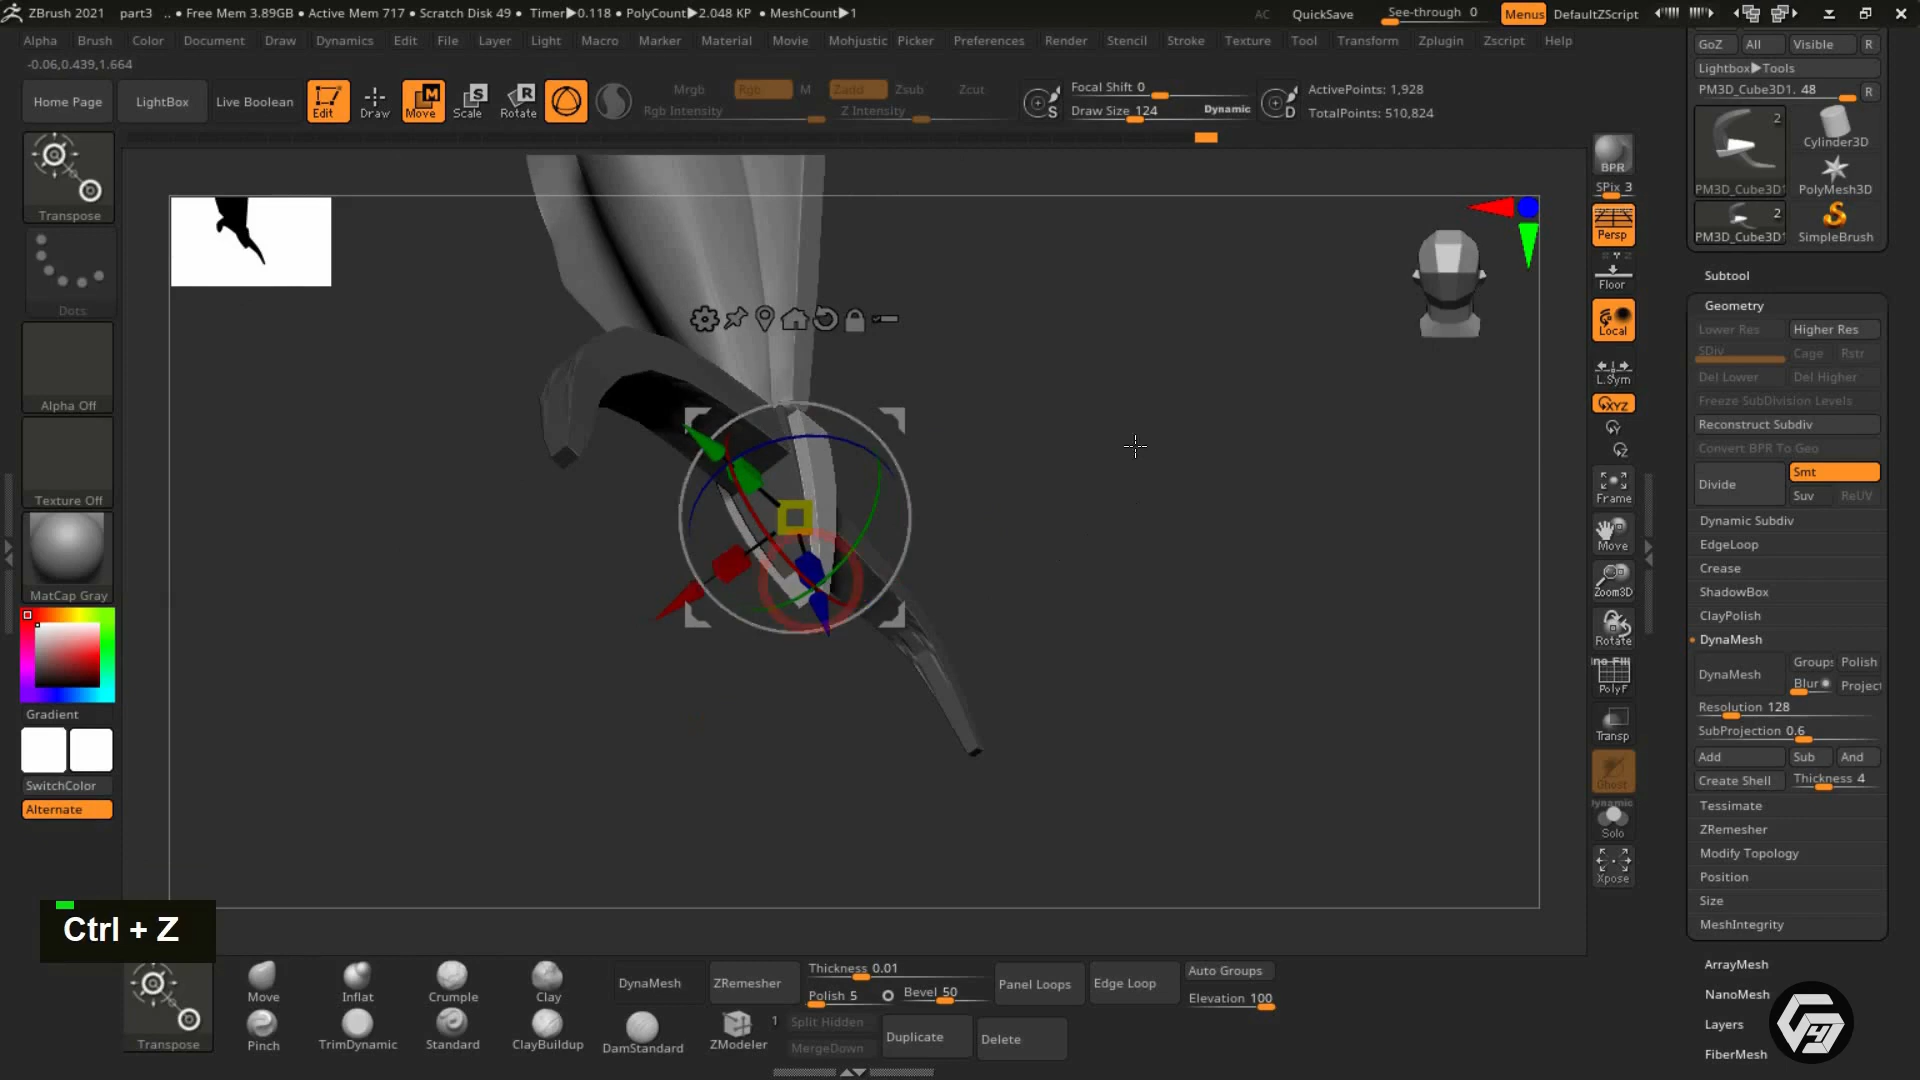 ZBrush 2021 part3 .. • Free Mem 3.89GB • Active Mem 717 • Scratch Disk 49 • Timer▶0.118 • PolyCount▶2.048 KP • MeshCount▶1 AC QuickSave See-through 0 Menus DefaultZScript
Alpha Brush Color Document Draw Dynamics Edit File Layer Light Macro Marker Material Movie Mohjustic Picker Preferences Render Stencil Stroke Texture Tool Transform Zplugin Zscript Help
-0.06,0.439,1.664
Home Page LightBox Live Boolean Edit Draw Move Scale Rotate
Mrgb Rgb M Zadd Zsub Zcut
Rgb Intensity Z Intensity
Focal Shift 0
Draw Size 124 Dynamic
ActivePoints: 1,928
TotalPoints: 510,824
Transpose
Dots
Alpha Off
Texture Off
MatCap Gray
Gradient
SwitchColor
Alternate
Ctrl + Z
BPR
SPix 3
Persp
Floor
Local
L.Sym
XYZ
Frame
Move
Zoom3D
Rotate
PolyF
Transp
Ghost
Dynamic
Solo
Xpose
GoZ All Visible R
Lightbox▶Tools
PM3D_Cube3D1. 48 R
2
Cylinder3D
PM3D_Cube3D1 PolyMesh3D
2
PM3D_Cube3D1 SimpleBrush
Subtool
Geometry
Lower Res Higher Res
SDiv Cage Rstr
Del Lower Del Higher
Freeze SubDivision Levels
Reconstruct Subdiv
Convert BPR To Geo
Divide Smt
Suv ReUV
Dynamic Subdiv
EdgeLoop
Crease
ShadowBox
ClayPolish
DynaMesh
DynaMesh Groups Polish
Blur Project
Resolution 128
SubProjection 0.6
Add Sub And
Create Shell Thickness 4
Tessimate
ZRemesher
Modify Topology
Position
Size
MeshIntegrity
ArrayMesh
NanoMesh
Layers
FiberMesh
Transpose
Move Inflat Crumple Clay
Pinch TrimDynamic Standard ClayBuildup DamStandard ZModeler 1
DynaMesh ZRemesher
Thickness 0.01
Polish 5 Bevel 50
Panel Loops Edge Loop
Auto Groups
Elevation 100
Split Hidden
MergeDown
Duplicate Delete